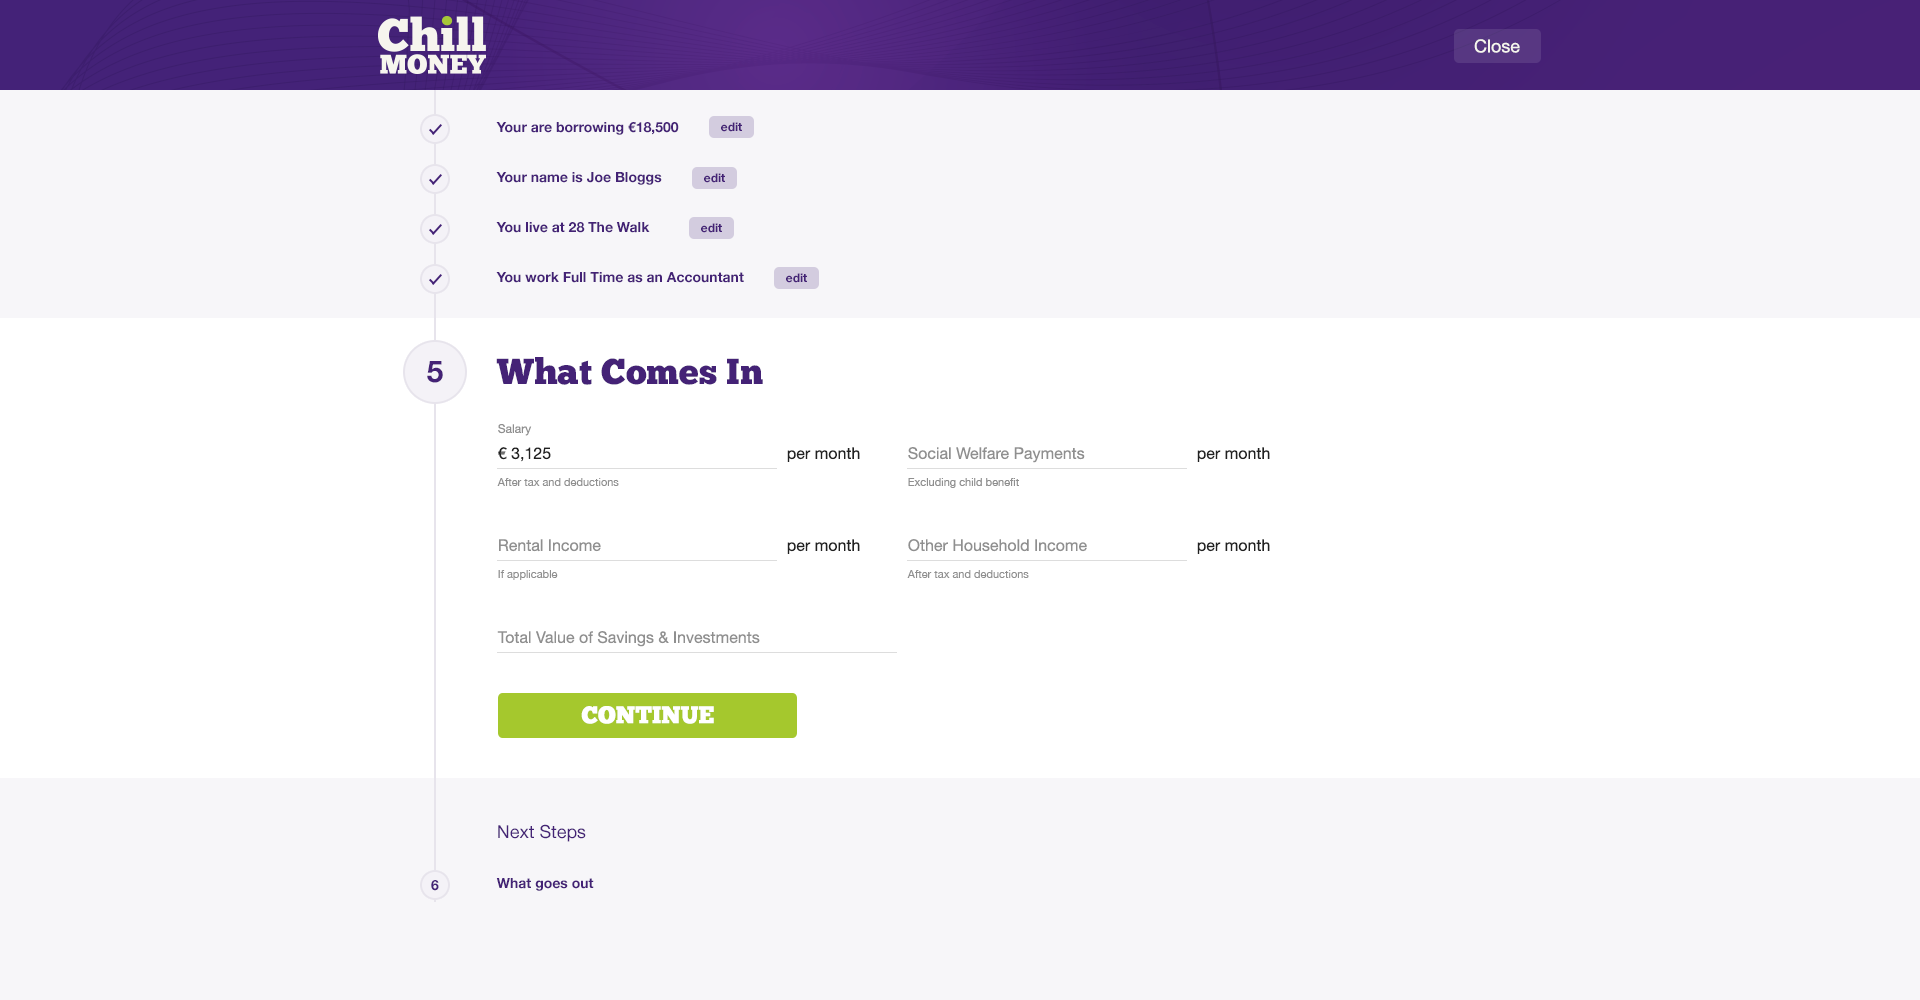 Chill
MONEY
Close
Your are borrowing €18,500 edit
Your name is Joe Bloggs edit
You live at 28 The Walk edit
You work Full Time as an Accountant edit
5 What Comes In
Salary
€ 3,125 per month
After tax and deductions
Social Welfare Payments per month
Excluding child benefit
Rental Income per month
If applicable
Other Household Income per month
After tax and deductions
Total Value of Savings & Investments
CONTINUE
Next Steps
6 What goes out